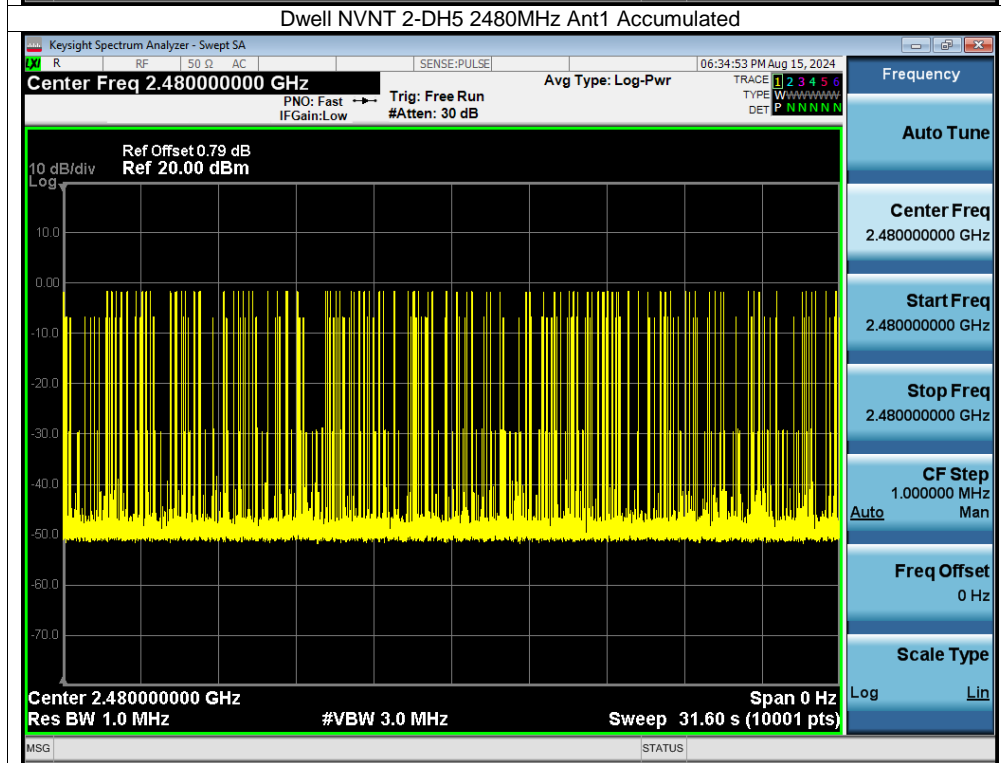 Dwell NVNT 2-DH5 2480MHz Ant1 Accumulated
Keysight Spectrum Analyzer - Swept SA
LXI R RF 50 Ω AC SENSE:PULSE 06:34:53 PM Aug 15, 2024
Center Freq 2.480000000 GHz
Avg Type: Log-Pwr
TRACE 1 2 3 4 5 6
TYPE WWWWWW
DET P N N N N N
PNO: Fast
IFGain:Low
Trig: Free Run
#Atten: 30 dB
Frequency
Ref Offset 0.79 dB
10 dB/div Ref 20.00 dBm
Log
10.0
0.00
-10.0
-20.0
-30.0
-40.0
-50.0
-60.0
-70.0
Center 2.480000000 GHz Span 0 Hz
Res BW 1.0 MHz #VBW 3.0 MHz Sweep 31.60 s (10001 pts)
Auto Tune
Center Freq
2.480000000 GHz
Start Freq
2.480000000 GHz
Stop Freq
2.480000000 GHz
CF Step
1.000000 MHz
Auto Man
Freq Offset
0 Hz
Scale Type
Log Lin
MSG STATUS